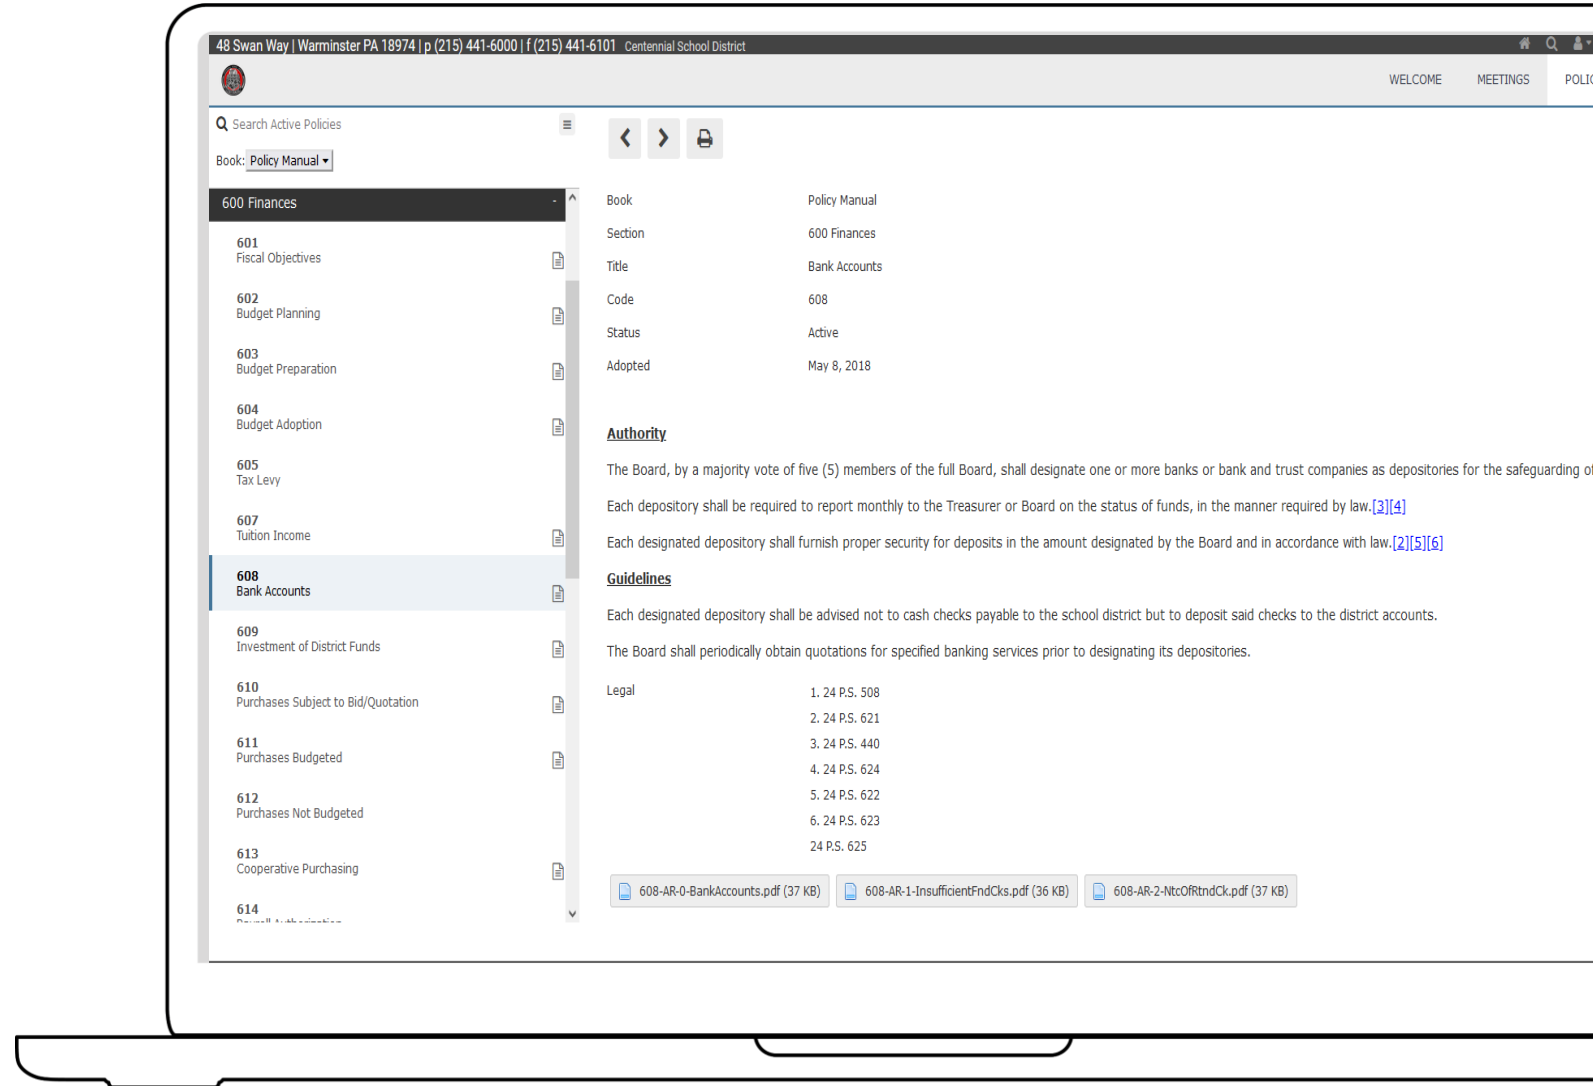 48 Swan Way | Warminster PA 18974 | p (215) 441-6000 | f (215) 441-6101 Centennial School District
WELCOME MEETINGS POLIC
Search Active Policies
Book: Policy Manual
600 Finances -
601
Fiscal Objectives
602
Budget Planning
603
Budget Preparation
604
Budget Adoption
605
Tax Levy
607
Tuition Income
608
Bank Accounts
609
Investment of District Funds
610
Purchases Subject to Bid/Quotation
611
Purchases Budgeted
612
Purchases Not Budgeted
613
Cooperative Purchasing
614
Payroll Authorization
Book Policy Manual
Section 600 Finances
Title Bank Accounts
Code 608
Status Active
Adopted May 8, 2018
Authority
The Board, by a majority vote of five (5) members of the full Board, shall designate one or more banks or bank and trust companies as depositories for the safeguarding of
Each depository shall be required to report monthly to the Treasurer or Board on the status of funds, in the manner required by law.[3][4]
Each designated depository shall furnish proper security for deposits in the amount designated by the Board and in accordance with law.[2][5][6]
Guidelines
Each designated depository shall be advised not to cash checks payable to the school district but to deposit said checks to the district accounts.
The Board shall periodically obtain quotations for specified banking services prior to designating its depositories.
Legal 1. 24 P.S. 508
2. 24 P.S. 621
3. 24 P.S. 440
4. 24 P.S. 624
5. 24 P.S. 622
6. 24 P.S. 623
24 P.S. 625
608-AR-0-BankAccounts.pdf (37 KB) 608-AR-1-InsufficientFndCks.pdf (36 KB) 608-AR-2-NtcOfRtndCk.pdf (37 KB)